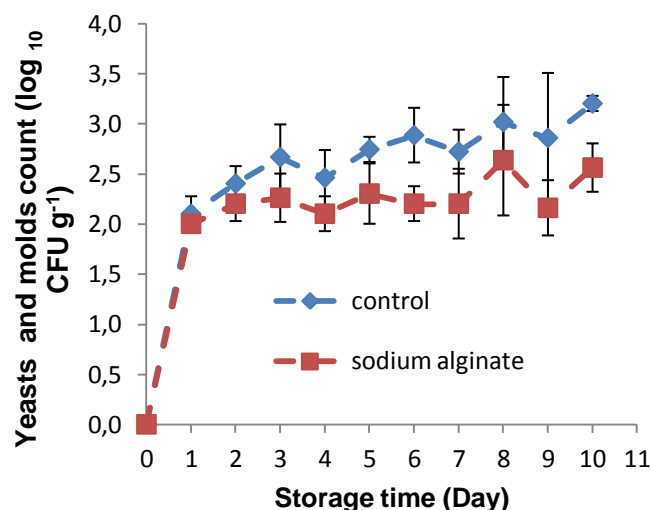 Yeasts and molds count (log 10
CFU g-1)
4,0
3,5
3,0
2,5
2,0
1,5
1,0
0,5
0,0
control
sodium alginate
0 1 2 3 4 5 6 7 8 9 10 11
Storage time (Day)